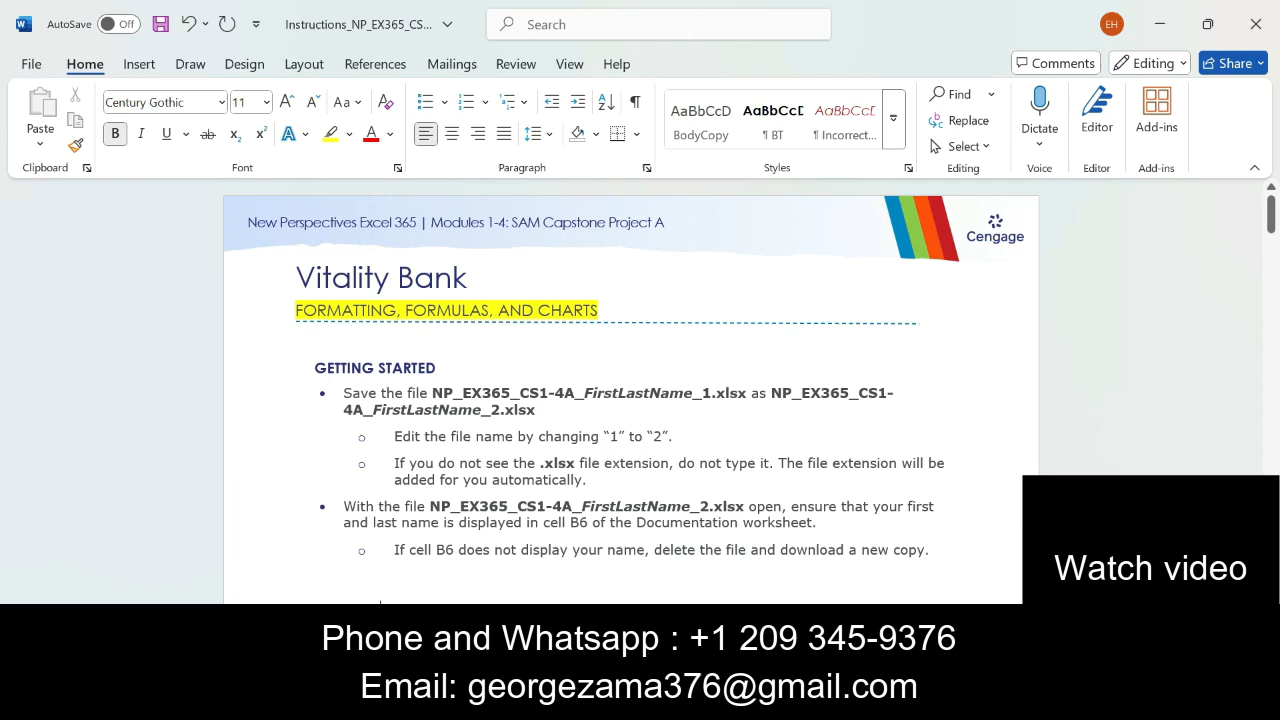 AutoSave Off Instructions_NP_EX365_CS... Search EH
File Home Insert Draw Design Layout References Mailings Review View Help Comments Editing Share
Paste Century Gothic 11 A A Aa A AaBbCcD AaBbCcE AaBbCcL Find Dictate Editor Add-ins
B I U ab x₂ x² A A BodyCopy ¶ BT ¶ Incorrect... Replace
Select
Clipboard Font Paragraph Styles Editing Voice Editor Add-ins
New Perspectives Excel 365 | Modules 1-4: SAM Capstone Project A
Cengage
Vitality Bank
FORMATTING, FORMULAS, AND CHARTS
GETTING STARTED
• Save the file NP_EX365_CS1-4A_FirstLastName_1.xlsx as NP_EX365_CS1-
4A_FirstLastName_2.xlsx
o Edit the file name by changing “1” to “2”.
o If you do not see the .xlsx file extension, do not type it. The file extension will be
added for you automatically.
• With the file NP_EX365_CS1-4A_FirstLastName_2.xlsx open, ensure that your first
and last name is displayed in cell B6 of the Documentation worksheet.
o If cell B6 does not display your name, delete the file and download a new copy.
Watch video
Phone and Whatsapp : +1 209 345-9376
Email: georgezama376@gmail.com